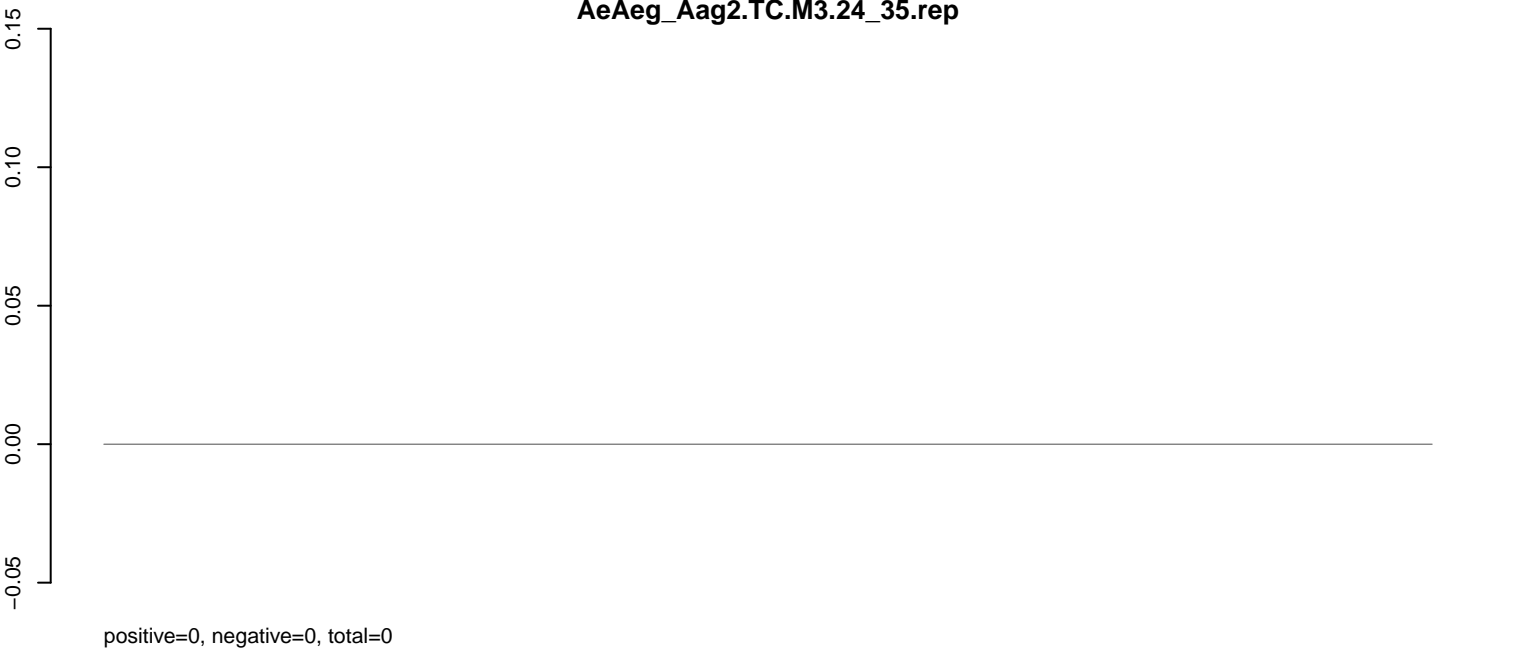 AeAeg_Aag2.TC.M3.24_35.rep
0.15
0.10
0.05
0.00
−0.05
positive=0, negative=0, total=0